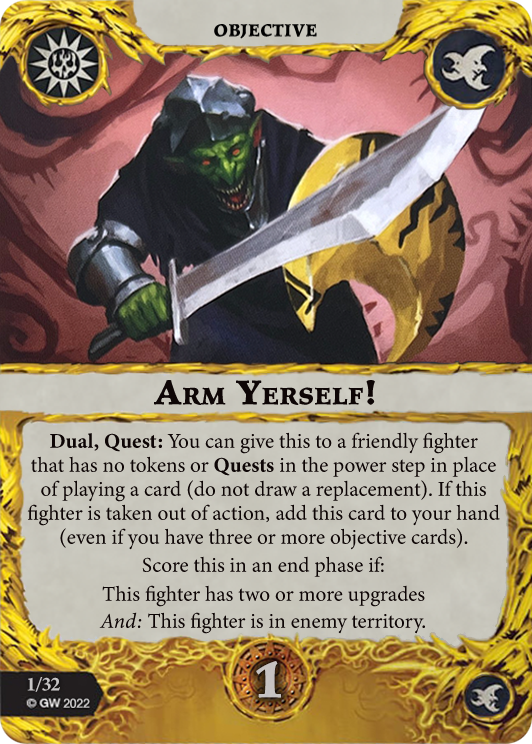 OBJECTIVE
ARM YERSELF!
Dual, Quest: You can give this to a friendly fighter
that has no tokens or Quests in the power step in place
of playing a card (do not draw a replacement). If this
fighter is taken out of action, add this card to your hand
(even if you have three or more objective cards).
Score this in an end phase if:
This fighter has two or more upgrades
And: This fighter is in enemy territory.
1
1/32
© GW 2022